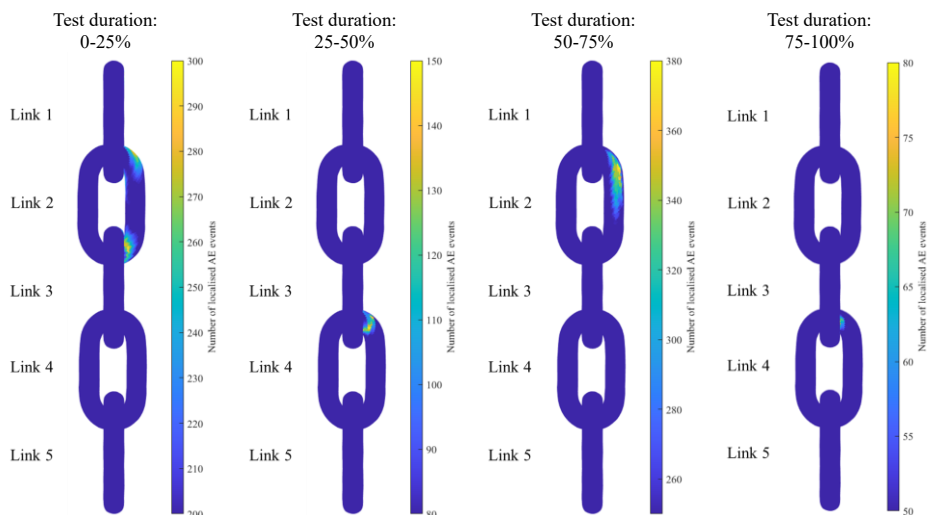 Test duration:
0-25%
Test duration:
25-50%
Test duration:
50-75%
Test duration:
75-100%
Link 1
Link 2
Link 3
Link 4
Link 5
300
290
280
270
260
250
240
230
220
210
200
Number of localised AE events
Link 1
Link 2
Link 3
Link 4
Link 5
150
140
130
120
110
100
90
80
Number of localised AE events
Link 1
Link 2
Link 3
Link 4
Link 5
380
360
340
320
300
280
260
Number of localised AE events
Link 1
Link 2
Link 3
Link 4
Link 5
80
75
70
65
60
55
50
Number of localised AE events